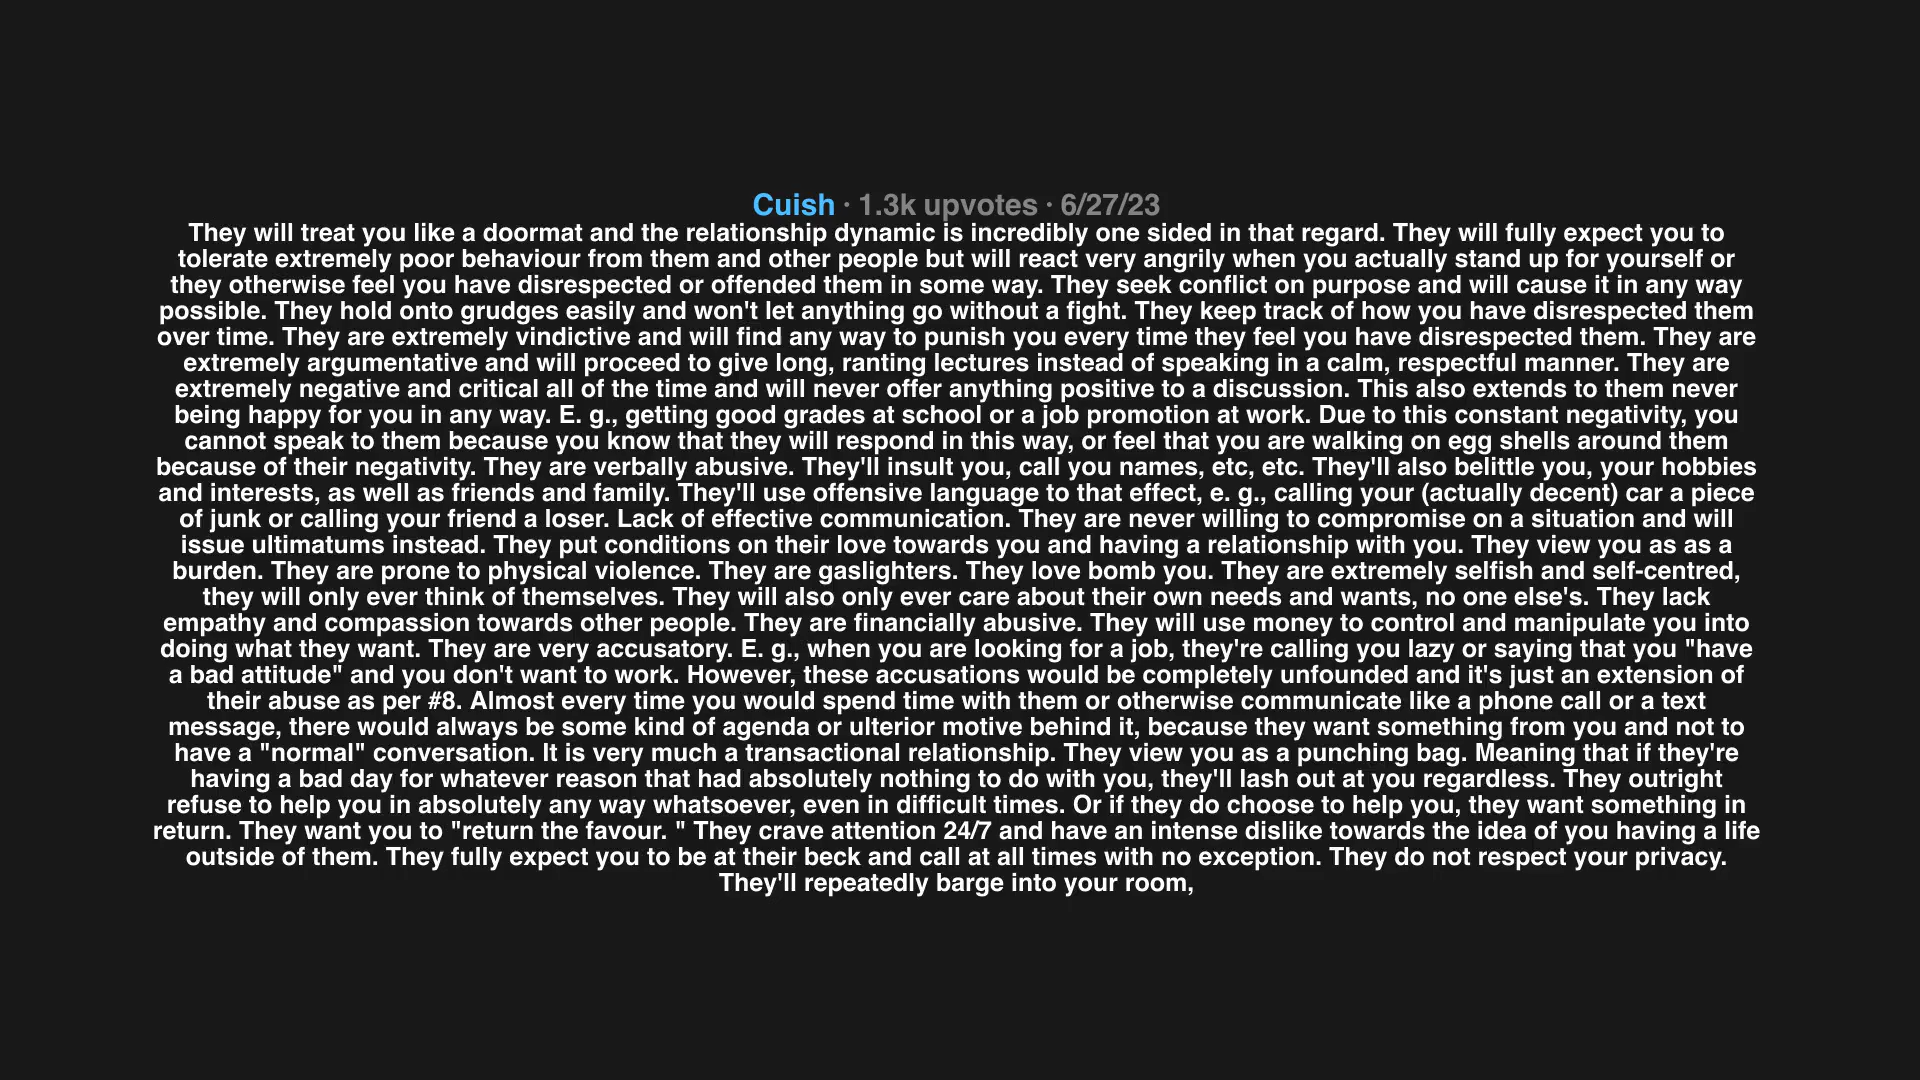 Cuish · 1.3k upvotes · 6/27/23
They will treat you like a doormat and the relationship dynamic is incredibly one sided in that regard. They will fully expect you to
tolerate extremely poor behaviour from them and other people but will react very angrily when you actually stand up for yourself or
they otherwise feel you have disrespected or offended them in some way. They seek conflict on purpose and will cause it in any way
possible. They hold onto grudges easily and won't let anything go without a fight. They keep track of how you have disrespected them
over time. They are extremely vindictive and will find any way to punish you every time they feel you have disrespected them. They are
extremely argumentative and will proceed to give long, ranting lectures instead of speaking in a calm, respectful manner. They are
extremely negative and critical all of the time and will never offer anything positive to a discussion. This also extends to them never
being happy for you in any way. E. g., getting good grades at school or a job promotion at work. Due to this constant negativity, you
cannot speak to them because you know that they will respond in this way, or feel that you are walking on egg shells around them
because of their negativity. They are verbally abusive. They'll insult you, call you names, etc, etc. They'll also belittle you, your hobbies
and interests, as well as friends and family. They'll use offensive language to that effect, e. g., calling your (actually decent) car a piece
of junk or calling your friend a loser. Lack of effective communication. They are never willing to compromise on a situation and will
issue ultimatums instead. They put conditions on their love towards you and having a relationship with you. They view you as as a
burden. They are prone to physical violence. They are gaslighters. They love bomb you. They are extremely selfish and self-centred,
they will only ever think of themselves. They will also only ever care about their own needs and wants, no one else's. They lack
empathy and compassion towards other people. They are financially abusive. They will use money to control and manipulate you into
doing what they want. They are very accusatory. E. g., when you are looking for a job, they're calling you lazy or saying that you "have
a bad attitude" and you don't want to work. However, these accusations would be completely unfounded and it's just an extension of
their abuse as per #8. Almost every time you would spend time with them or otherwise communicate like a phone call or a text
message, there would always be some kind of agenda or ulterior motive behind it, because they want something from you and not to
have a "normal" conversation. It is very much a transactional relationship. They view you as a punching bag. Meaning that if they're
having a bad day for whatever reason that had absolutely nothing to do with you, they'll lash out at you regardless. They outright
refuse to help you in absolutely any way whatsoever, even in difficult times. Or if they do choose to help you, they want something in
return. They want you to "return the favour. " They crave attention 24/7 and have an intense dislike towards the idea of you having a life
outside of them. They fully expect you to be at their beck and call at all times with no exception. They do not respect your privacy.
They'll repeatedly barge into your room,